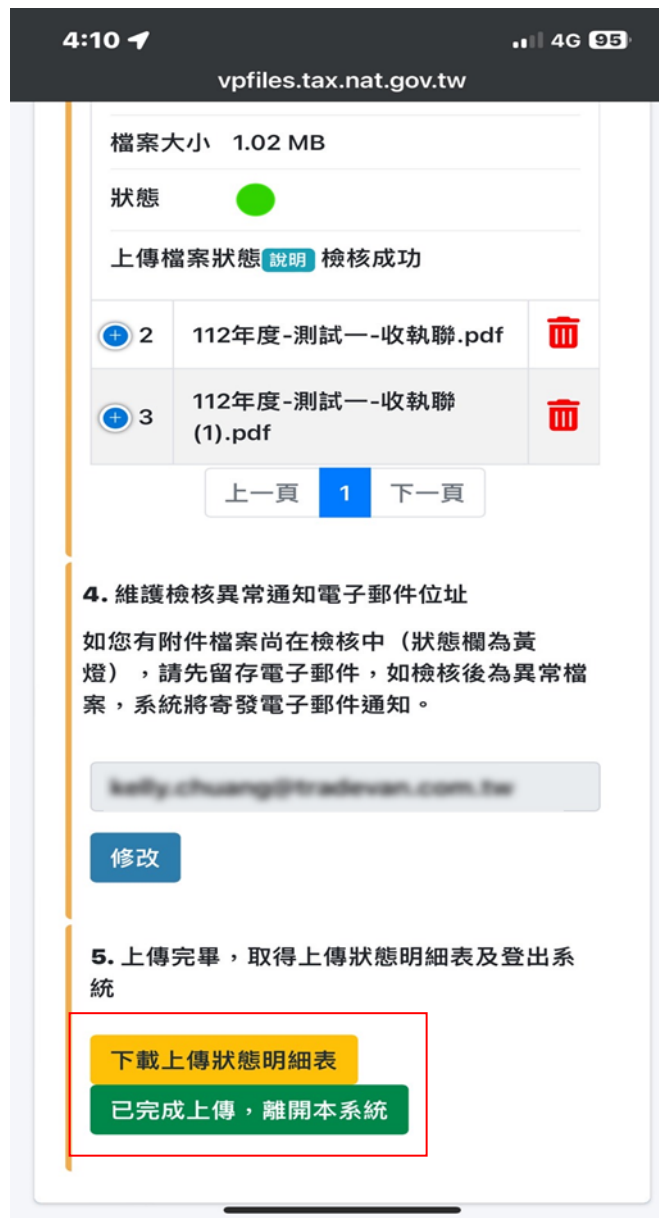 4:10
4G 95
vpfiles.tax.nat.gov.tw
檔案大小 1.02 MB
狀態
上傳檔案狀態 說明 檢核成功
2 112年度-測試一-收執聯.pdf
3 112年度-測試一-收執聯
(1).pdf
上一頁 1 下一頁
4. 維護檢核異常通知電子郵件位址
如您有附件檔案尚在檢核中（狀態欄為黃
燈），請先留存電子郵件，如檢核後為異常檔
案，系統將寄發電子郵件通知。
修改
5. 上傳完畢，取得上傳狀態明細表及登出系
統
下載上傳狀態明細表
已完成上傳，離開本系統